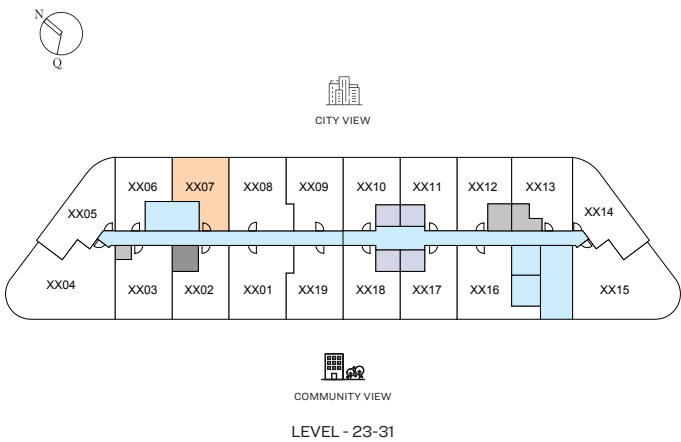 N
Q
CITY VIEW
XX06 XX07 XX08 XX09 XX10 XX11 XX12 XX13
XX05 XX14
XX04 XX03 XX02 XX01 XX19 XX18 XX17 XX16 XX15
COMMUNITY VIEW
LEVEL - 23-31